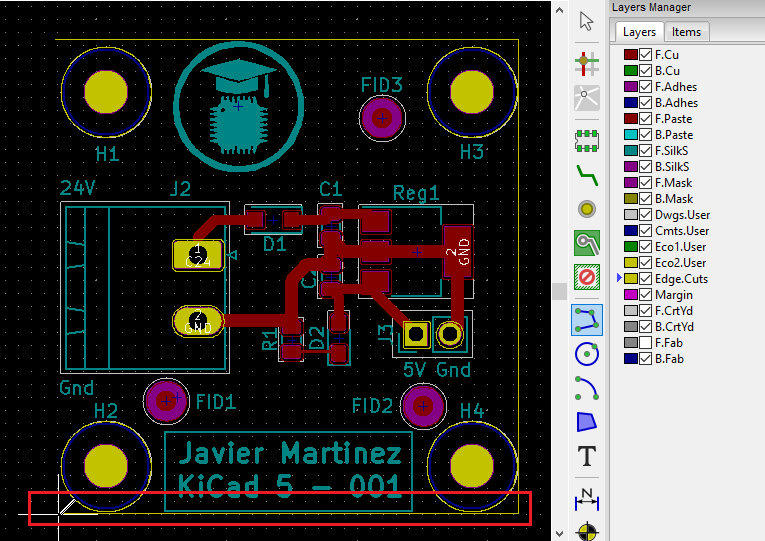 Layers Manager
Layers Items
F.Cu
B.Cu
F.Adhes
B.Adhes
F.Paste
B.Paste
F.SilkS
B.SilkS
F.Mask
B.Mask
Dwgs.User
Cmts.User
Eco1.User
Eco2.User
Edge.Cuts
Margin
F.CrtYd
B.CrtYd
F.Fab
B.Fab
T
N
FID3
H1
H3
24V
J2
C1
Reg1
D1
1
2
GND
2
GND
R1
D2
J3
5V Gnd
Gnd
H2
FID1
FID2
H4
Javier Martinez
KiCad 5 - 001